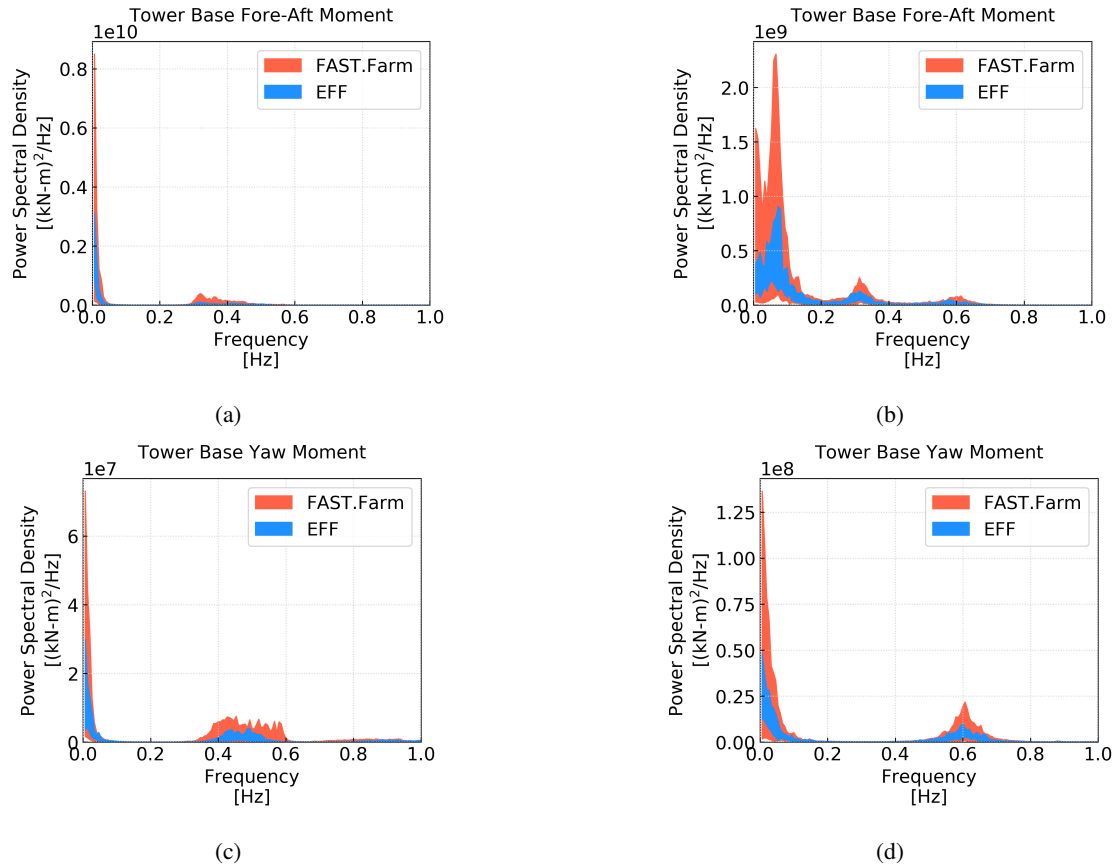 Tower Base Fore-Aft Moment
1e10
Power Spectral Density
[(kN-m)²/Hz]
0.8
0.6
0.4
0.2
0.0
0.0 0.2 0.4 0.6 0.8 1.0
Frequency
[Hz]
FAST.Farm
EFF
(a)
Tower Base Fore-Aft Moment
1e9
Power Spectral Density
[(kN-m)²/Hz]
2.0
1.5
1.0
0.5
0.0
0.0 0.2 0.4 0.6 0.8 1.0
Frequency
[Hz]
FAST.Farm
EFF
(b)
Tower Base Yaw Moment
1e7
Power Spectral Density
[(kN-m)²/Hz]
6
4
2
0
0.0 0.2 0.4 0.6 0.8 1.0
Frequency
[Hz]
FAST.Farm
EFF
(c)
Tower Base Yaw Moment
1e8
Power Spectral Density
[(kN-m)²/Hz]
1.25
1.00
0.75
0.50
0.25
0.00
0.0 0.2 0.4 0.6 0.8 1.0
Frequency
[Hz]
FAST.Farm
EFF
(d)